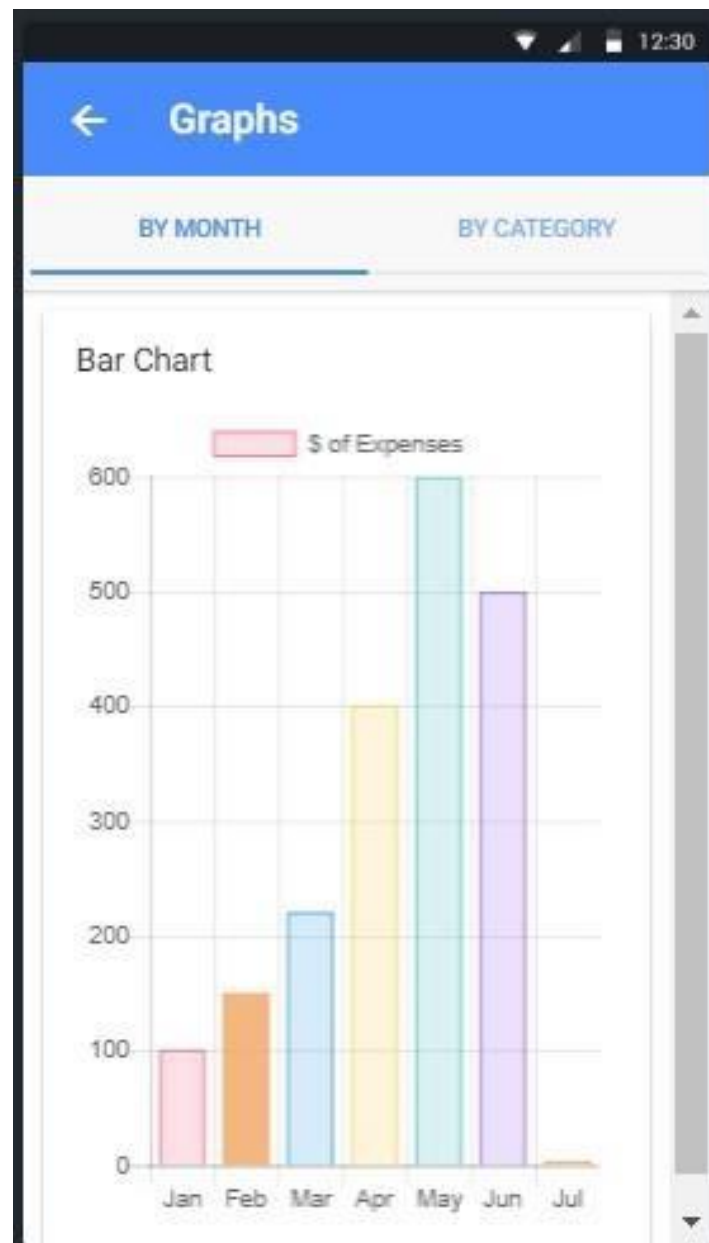 12:30
Graphs
BY MONTH BY CATEGORY
Bar Chart
$ of Expenses
600
500
400
300
200
100
0
Jan Feb Mar Apr May Jun Jul